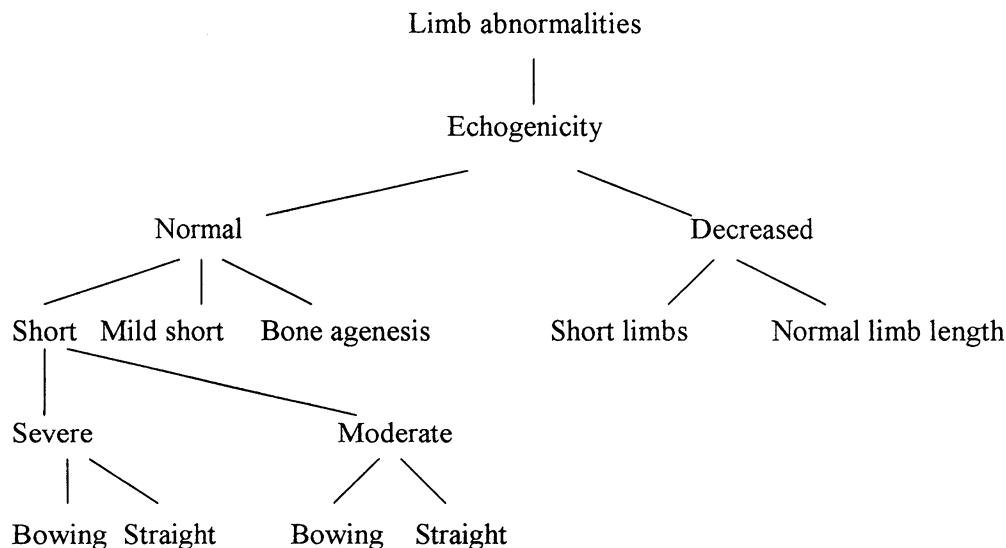 Limb abnormalities
Echogenicity
Normal Decreased
Short Mild short Bone agenesis Short limbs Normal limb length
Severe Moderate
Bowing Straight Bowing Straight